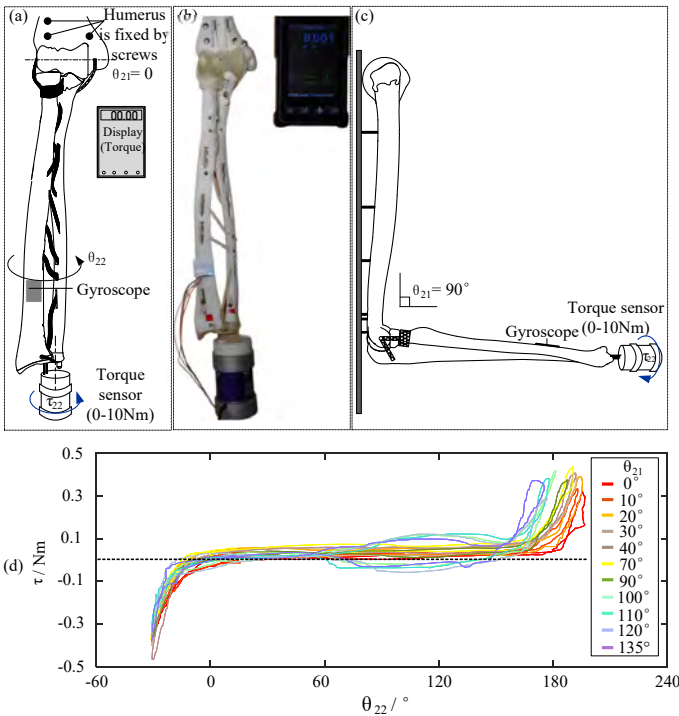 (a)
Humerus
is fixed by
screws
θ21= 0
00.00
Display
(Torque)
θ22
Gyroscope
τ22
Torque
sensor
(0-10Nm)
(b)
(c)
θ21= 90°
Torque sensor
(0-10Nm)
Gyroscope
τ22
(d)
τ / Nm
0.5
0.3
0.1
-0.1
-0.3
-0.5
-60
0
60
120
180
240
θ22 / °
θ21
0°
10°
20°
30°
40°
70°
90°
100°
110°
120°
135°